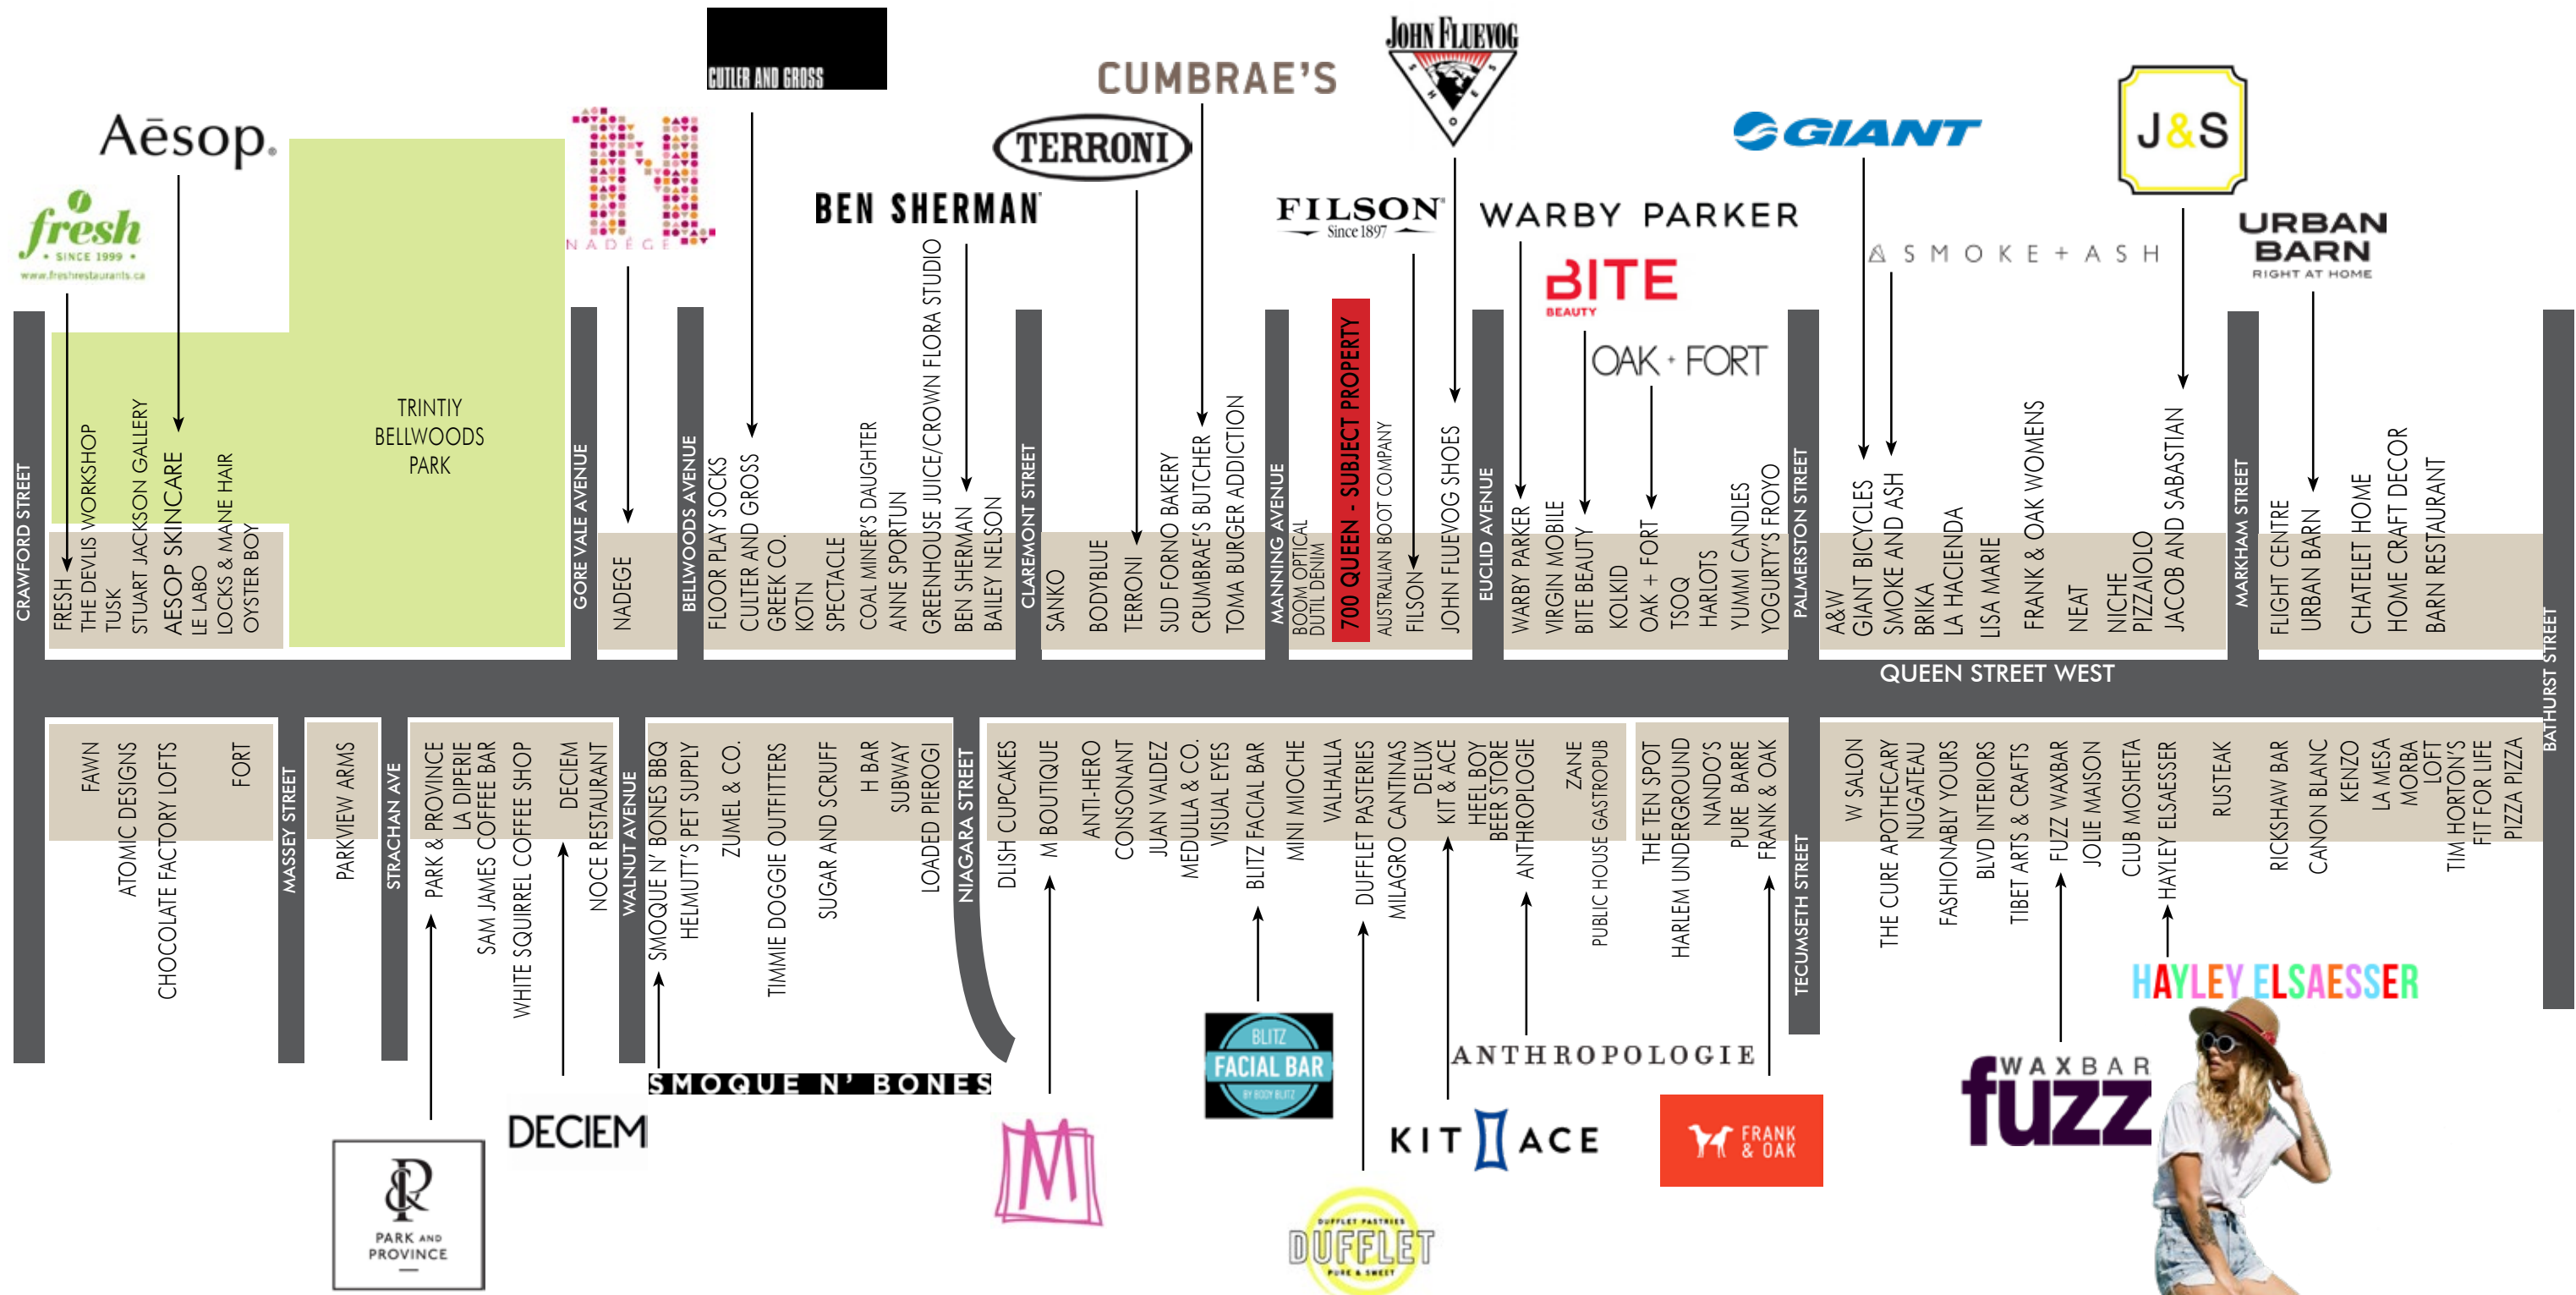 CUTLER AND GROSS
JOHN FLUEVOG
SHOES
CUMBRAE'S
Aēsop.
TERRONI
GIANT
J&S
fresh
• SINCE 1999 •
www.freshrestaurants.ca
NADÉGE
BEN SHERMAN
FILSON
Since 1897
WARBY PARKER
BITE
BEAUTY
OAK + FORT
SMOKE + ASH
URBAN
BARN
RIGHT AT HOME
CRAWFORD STREET
FRESH
THE DEVLIS WORKSHOP
TUSK
STUART JACKSON GALLERY
AESOP SKINCARE
LE LABO
LOCKS & MANE HAIR
OYSTER BOY
TRINTIY
BELLWOODS
PARK
GORE VALE AVENUE
NADEGE
BELLWOODS AVENUE
FLOOR PLAY SOCKS
CULTER AND GROSS
GREEK CO.
KOTN
SPECTACLE
COAL MINER'S DAUGHTER
ANNE SPORTUN
GREENHOUSE JUICE/CROWN FLORA STUDIO
BEN SHERMAN
BAILEY NELSON
CLAREMONT STREET
SANKO
BODYBLUE
TERRONI
SUD FORNO BAKERY
CRUMBRAE'S BUTCHER
TOMA BURGER ADDICTION
MANNING AVENUE
BOOM OPTICAL
DUTIL DENIM
700 QUEEN - SUBJECT PROPERTY
AUSTRALIAN BOOT COMPANY
FILSON
JOHN FLUEVOG SHOES
EUCLID AVENUE
WARBY PARKER
VIRGIN MOBILE
BITE BEAUTY
KOLKID
OAK + FORT
TSOQ
HARLOTS
YUMMI CANDLES
YOGURTY'S FROYO
PALMERSTON STREET
A&W
GIANT BICYCLES
SMOKE AND ASH
BRIKA
LA HACIENDA
LISA MARIE
FRANK & OAK WOMENS
NEAT
NICHE
PIZZAIOLO
JACOB AND SABASTIAN
MARKHAM STREET
FLIGHT CENTRE
URBAN BARN
CHATELET HOME
HOME CRAFT DECOR
BARN RESTAURANT
BATHURST STREET
QUEEN STREET WEST
FAWN
ATOMIC DESIGNS
CHOCOLATE FACTORY LOFTS
FORT
MASSEY STREET
PARKVIEW ARMS
STRACHAN AVE
PARK & PROVINCE
LA DIPERIE
SAM JAMES COFFEE BAR
WHITE SQUIRREL COFFEE SHOP
DECIEM
NOCE RESTAURANT
WALNUT AVENUE
SMOQUE N' BONES BBQ
HELMUTT'S PET SUPPLY
ZUMEL & CO.
TIMMIE DOGGIE OUTFITTERS
SUGAR AND SCRUFF
H BAR
SUBWAY
LOADED PIEROGI
NIAGARA STREET
DLISH CUPCAKES
M BOUTIQUE
ANTI-HERO
CONSONANT
JUAN VALDEZ
MEDULLA & CO.
VISUAL EYES
BLITZ FACIAL BAR
MINI MIOCHE
VALHALLA
DUFFLET PASTERIES
MILAGRO CANTINAS
DELUX
KIT & ACE
HEEL BOY
BEER STORE
ANTHROPLOGIE
ZANE
PUBLIC HOUSE GASTROPUB
THE TEN SPOT
HARLEM UNDERGROUND
NANDO'S
PURE BARRE
FRANK & OAK
TECUMSETH STREET
W SALON
THE CURE APOTHECARY
NUGATEAU
FASHIONABLY YOURS
BLVD INTERIORS
TIBET ARTS & CRAFTS
FUZZ WAXBAR
JOLIE MAISON
CLUB MOSHETA
HAYLEY ELSAESSER
RUSTEAK
RICKSHAW BAR
CANON BLANC
KENZO
LA MESA
MORBA
LOFT
TIM HORTON'S
FIT FOR LIFE
PIZZA PIZZA
HAYLEY ELSAESSER
BLITZ
FACIAL BAR
BY BODY BLITZ
ANTHROPOLOGIE
WAXBAR
fuzz
SMOQUE N' BONES
DECIEM
M
KIT ACE
FRANK
& OAK
P&P
PARK AND
PROVINCE
DUFFLET PASTRIES
DUFFLET
PURE & SWEET